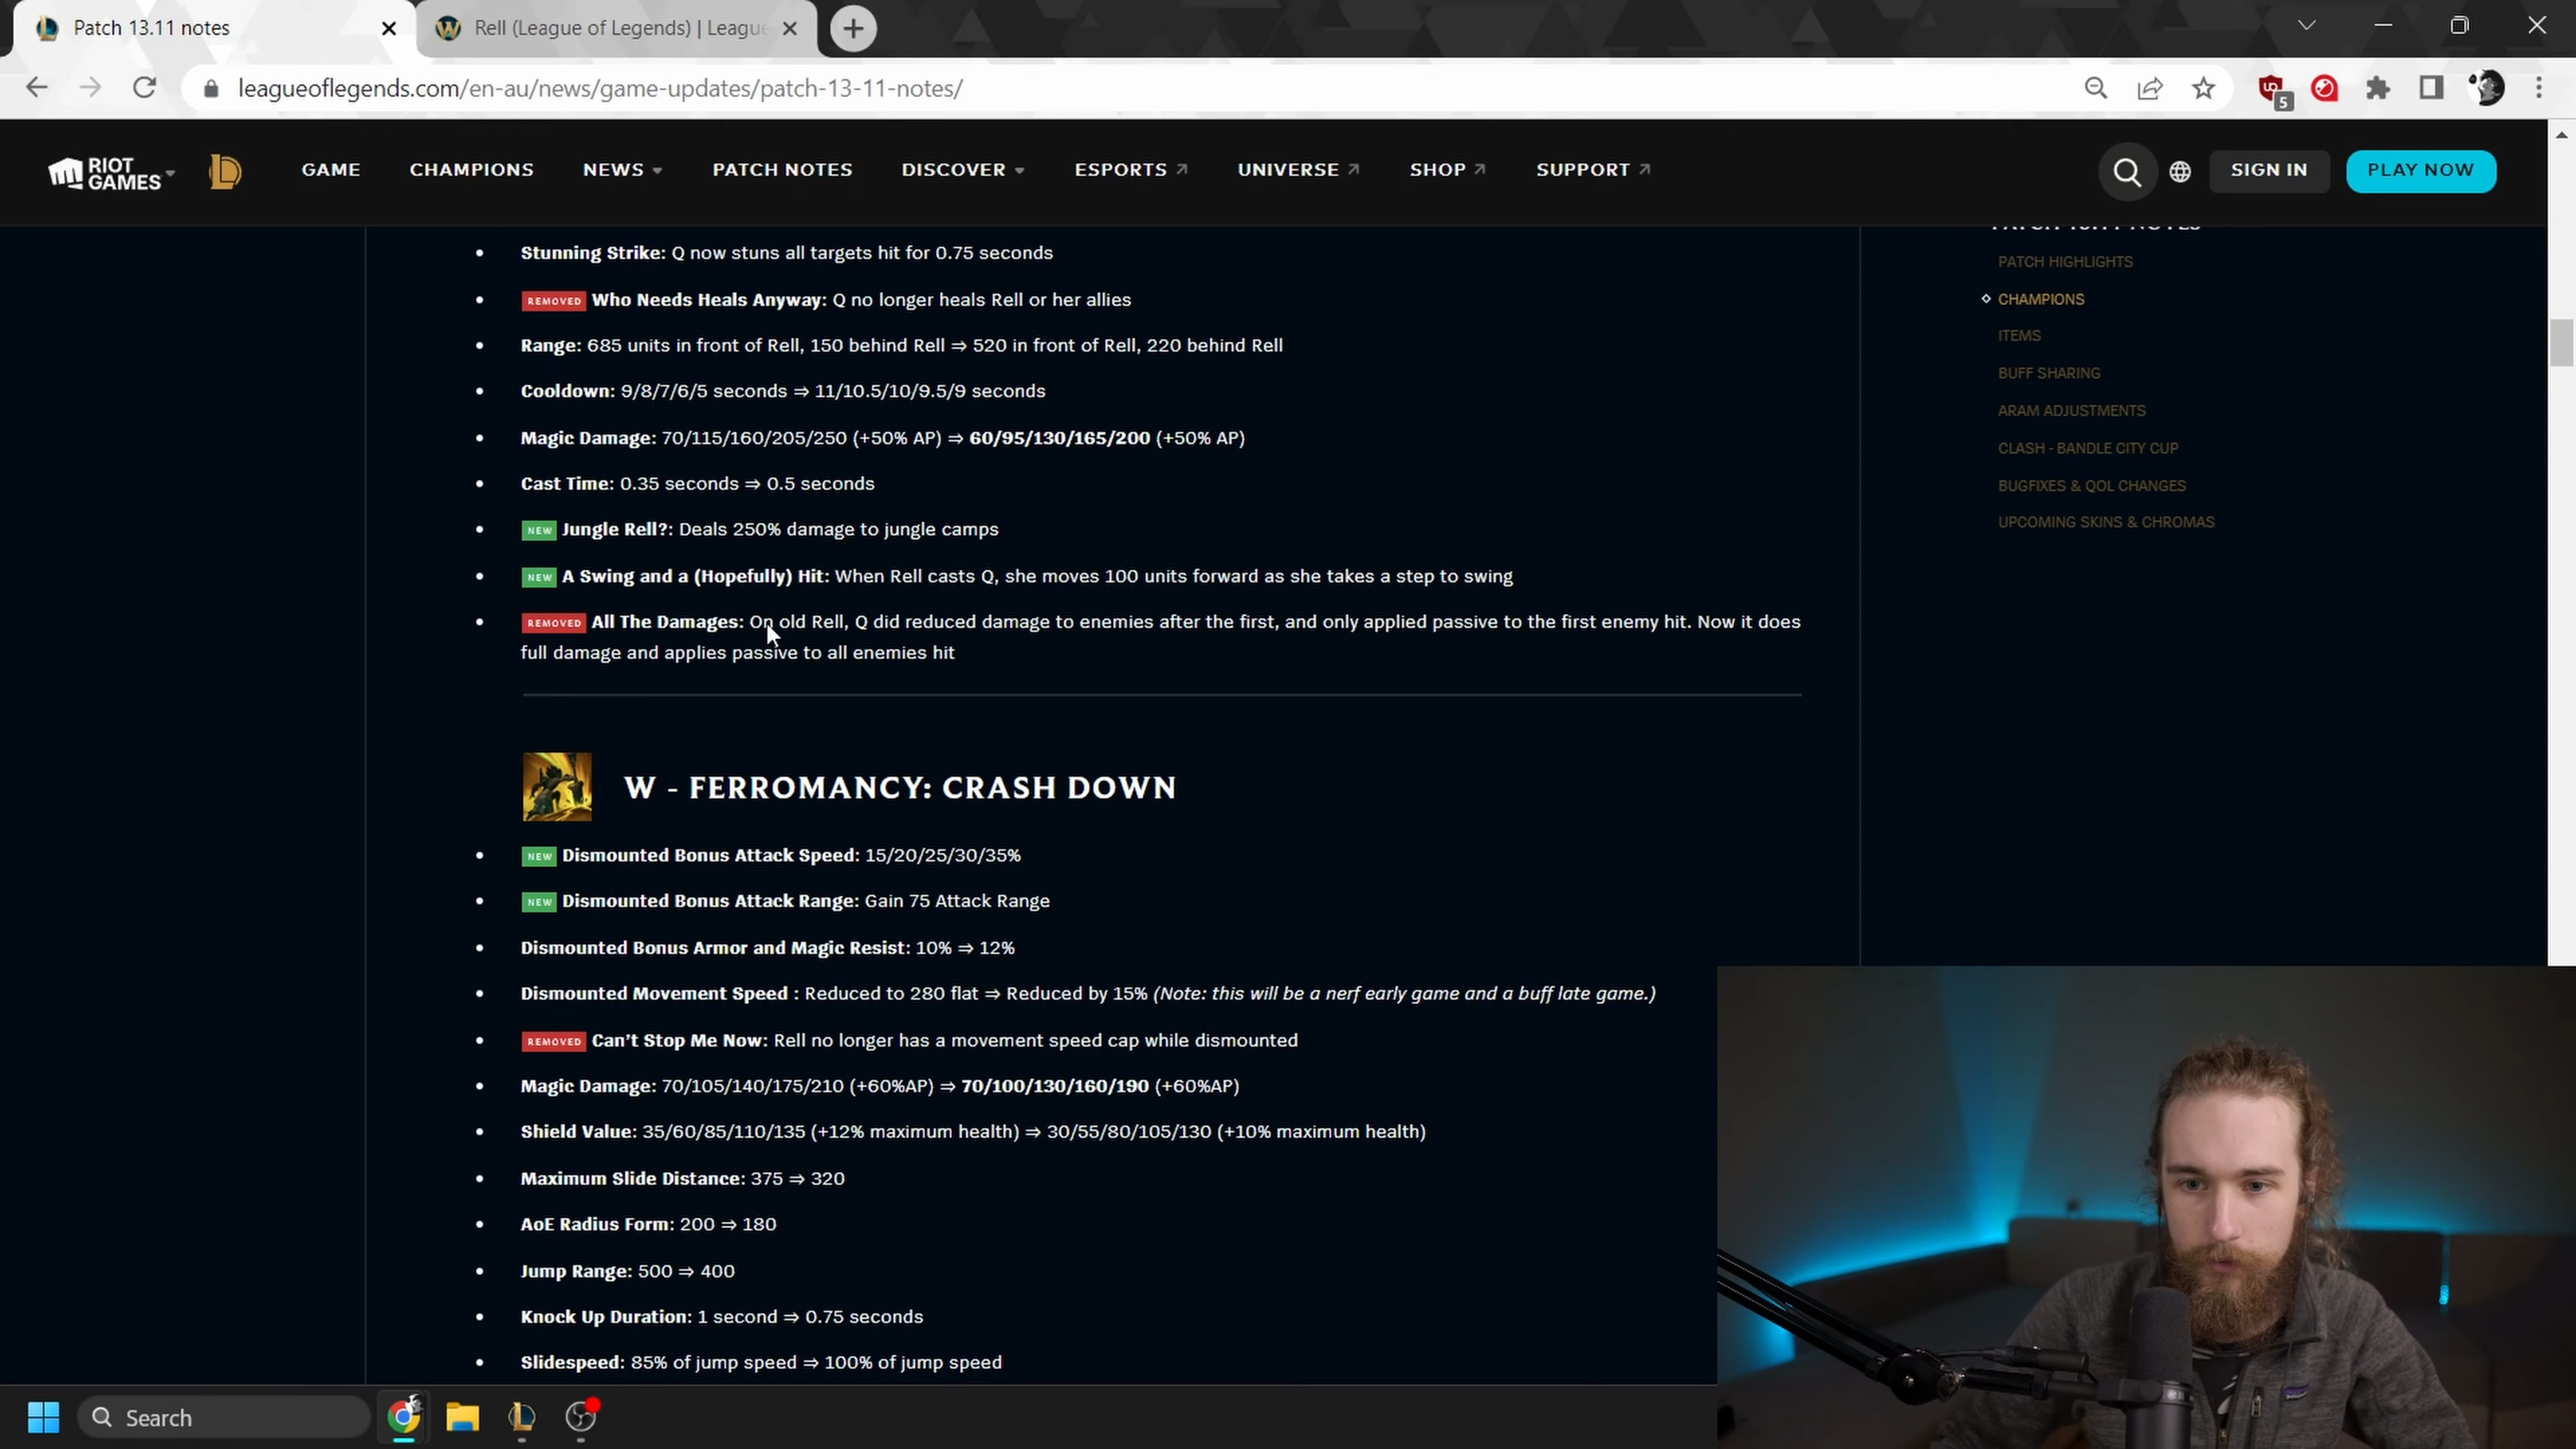 Patch 13.11 notes
Rell (League of Legends) | League
leagueoflegends.com/en-au/news/game-updates/patch-13-11-notes/
5
RIOT GAMES
GAME
CHAMPIONS
NEWS
PATCH NOTES
DISCOVER
ESPORTS
UNIVERSE
SHOP
SUPPORT
SIGN IN
PLAY NOW
• Stunning Strike: Q now stuns all targets hit for 0.75 seconds
• REMOVED Who Needs Heals Anyway: Q no longer heals Rell or her allies
• Range: 685 units in front of Rell, 150 behind Rell ⇒ 520 in front of Rell, 220 behind Rell
• Cooldown: 9/8/7/6/5 seconds ⇒ 11/10.5/10/9.5/9 seconds
• Magic Damage: 70/115/160/205/250 (+50% AP) ⇒ 60/95/130/165/200 (+50% AP)
• Cast Time: 0.35 seconds ⇒ 0.5 seconds
• NEW Jungle Rell?: Deals 250% damage to jungle camps
• NEW A Swing and a (Hopefully) Hit: When Rell casts Q, she moves 100 units forward as she takes a step to swing
• REMOVED All The Damages: On old Rell, Q did reduced damage to enemies after the first, and only applied passive to the first enemy hit. Now it does
full damage and applies passive to all enemies hit
W - FERROMANCY: CRASH DOWN
• NEW Dismounted Bonus Attack Speed: 15/20/25/30/35%
• NEW Dismounted Bonus Attack Range: Gain 75 Attack Range
• Dismounted Bonus Armor and Magic Resist: 10% ⇒ 12%
• Dismounted Movement Speed : Reduced to 280 flat ⇒ Reduced by 15% (Note: this will be a nerf early game and a buff late game.)
• REMOVED Can't Stop Me Now: Rell no longer has a movement speed cap while dismounted
• Magic Damage: 70/105/140/175/210 (+60%AP) ⇒ 70/100/130/160/190 (+60%AP)
• Shield Value: 35/60/85/110/135 (+12% maximum health) ⇒ 30/55/80/105/130 (+10% maximum health)
• Maximum Slide Distance: 375 ⇒ 320
• AoE Radius Form: 200 ⇒ 180
• Jump Range: 500 ⇒ 400
• Knock Up Duration: 1 second ⇒ 0.75 seconds
• Slidespeed: 85% of jump speed ⇒ 100% of jump speed
PATCH 13.11 NOTES
PATCH HIGHLIGHTS
CHAMPIONS
ITEMS
BUFF SHARING
ARAM ADJUSTMENTS
CLASH - BANDLE CITY CUP
BUGFIXES & QOL CHANGES
UPCOMING SKINS & CHROMAS
Search